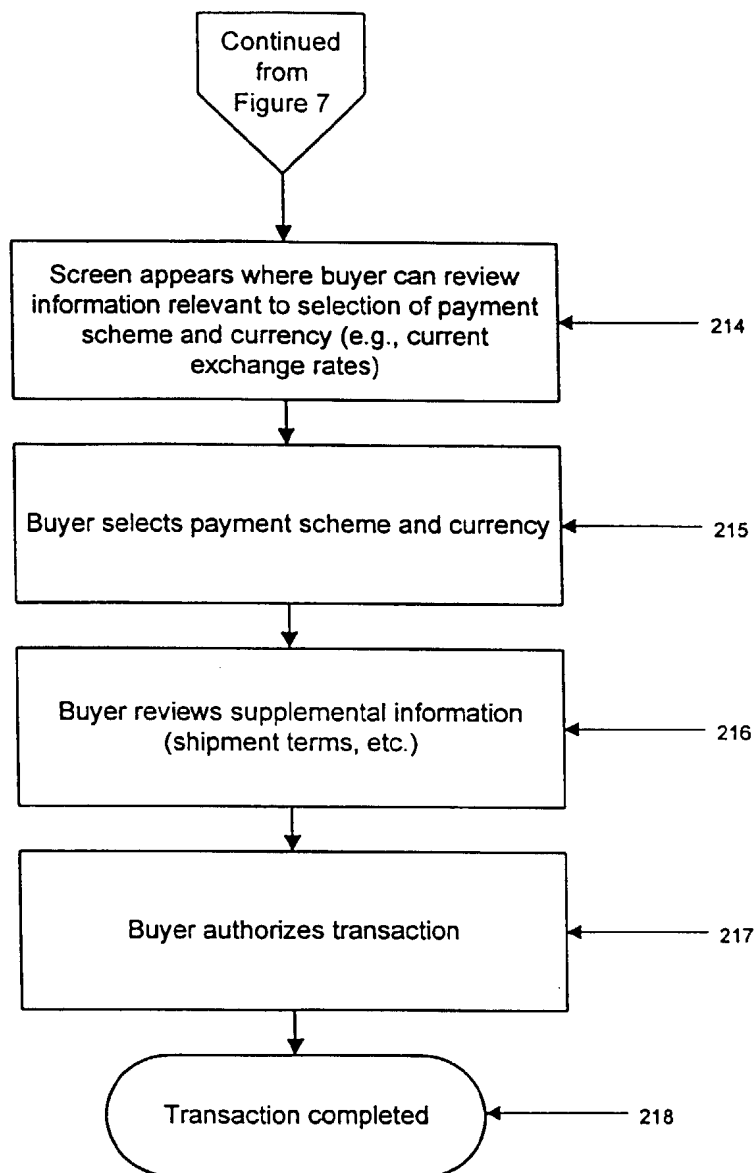 Continued
from
Figure 7
Screen appears where buyer can review
information relevant to selection of payment
scheme and currency (e.g., current
exchange rates)
214
Buyer selects payment scheme and currency
215
Buyer reviews supplemental information
(shipment terms, etc.)
216
Buyer authorizes transaction
217
Transaction completed
218